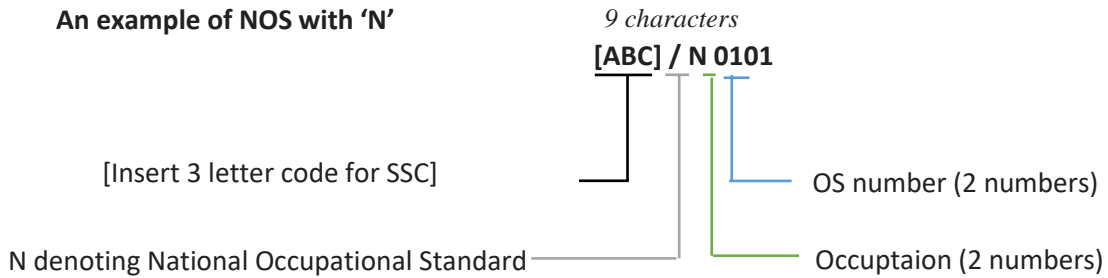 An example of NOS with ‘N’
9 characters
[ABC] / N 0101
[Insert 3 letter code for SSC]
OS number (2 numbers)
N denoting National Occupational Standard
Occuptaion (2 numbers)